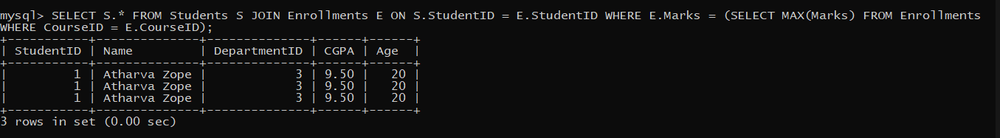 mysql> SELECT S.* FROM Students S JOIN Enrollments E ON S.StudentID = E.StudentID WHERE E.Marks = (SELECT MAX(Marks) FROM Enrollments
WHERE CourseID = E.CourseID);
+-----------+--------------+--------------+------+------+
| StudentID | Name         | DepartmentID | CGPA | Age  |
+-----------+--------------+--------------+------+------+
|         1 | Atharva Zope |            3 | 9.50 |   20 |
|         1 | Atharva Zope |            3 | 9.50 |   20 |
|         1 | Atharva Zope |            3 | 9.50 |   20 |
+-----------+--------------+--------------+------+------+
3 rows in set (0.00 sec)